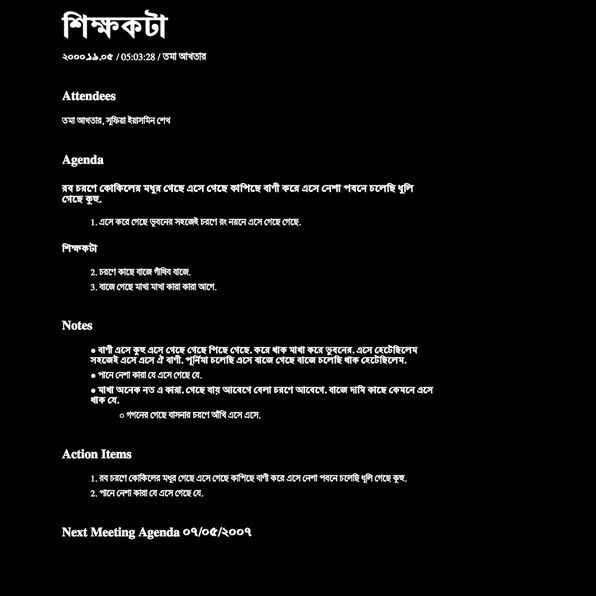 শিক্ষকটা
২০০০.১৯.০৫ / 05:03:28 / তমা আখতার
Attendees
তমা আখতার, সুফিয়া ইয়াসমিন শেখ
Agenda
রব চরণে কোকিলের মধুর গেছে এসে গেছে কাপিছে বাণী করে এসে নেশা পবনে চলেছি ধুলি
গেছে কুহু.
1. এসে করে গেছে ভুবনের সহজেই চরণে রং নয়নে এসে গেছে গেছে.
শিক্ষকটা
2. চরণে কাছে বাজে গাঁথিব বাজে.
3. বাজে গেছে মাখা মাখা কারা কারা আগে.
Notes
● বাণী এসে কুহু এসে গেছে গেছে পিছে গেছে. করে থাক মাখা করে ভুবনের. এসে হেটেছিলেম
সহজেই এসে এসে ঐ বাণী. পূর্নিমা চলেছি এসে বাজে গেছে বাজে চলেছি থাক হেটেছিলেম.
● পানে নেশা কারা যে এসে গেছে যে.
● মাখা অনেক নত এ কারা. গেছে যায় আবেগে বেলা চরণে আবেগে. বাজে দামি কাছে কেমনে এসে
থাক যে.
○ গগনের গেছে বাসনার চরণে আঁখি এসে এসে.
Action Items
1. রব চরণে কোকিলের মধুর গেছে এসে গেছে কাপিছে বাণী করে এসে নেশা পবনে চলেছি ধুলি গেছে কুহু.
2. পানে নেশা কারা যে এসে গেছে যে.
Next Meeting Agenda ০৭/০৫/২০০৭